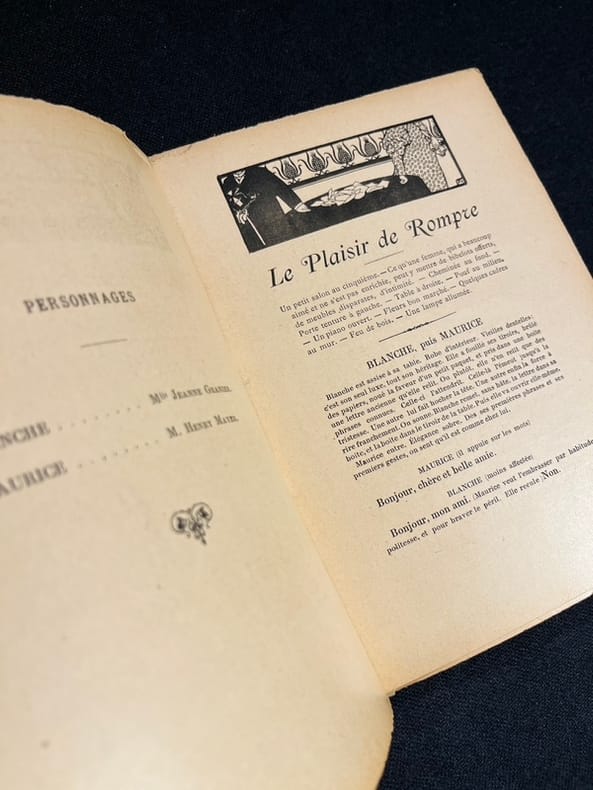 PERSONNAGES
NCHE . . . . . . . . . Mlle JEANNE GRANIER.
AURICE . . . . . . . . M. HENRY MAYER.
Le Plaisir de Rompre
Un petit salon au cinquième. — Ce qu'une femme, qui a beaucoup
aimé et ne s'est pas enrichie, peut y mettre de bibelots offerts,
de meubles disparates, d'intimité. — Cheminée au fond. —
Porte tenture à gauche. — Table à droite. — Pouf au milieu.
— Un piano ouvert. — Fleurs bon marché. — Quelques cadres
au mur. — Feu de bois. — Une lampe allumée.
BLANCHE, puis MAURICE
Blanche est assise à sa table. Robe d'intérieur. Vieilles dentelles;
c'est son seul luxe, tout son héritage. Elle a fouillé ses tiroirs, brûlé
des papiers, noué la faveur d'un petit paquet, et pris dans une boîte
une lettre ancienne qu'elle relit. Ou plutôt, elle n'en relit que des
phrases connues. Celle-ci l'attendrit. Celle-là l'émeut jusqu'à la
tristesse. Une autre lui fait hocher la tête. Une autre enfin la force à
rire franchement. On sonne. Blanche remet, sans hâte, la lettre dans sa
boîte, et la boîte dans le tiroir de la table. Puis elle va ouvrir elle-même.
Maurice entre. Élégance sobre. Dès ses premières phrases et ses
premiers gestes, on sent qu'il est comme chez lui.
MAURICE (il appuie sur les mots)
Bonjour, chère et belle amie.
BLANCHE (moins affectée)
Bonjour, mon ami. (Maurice veut l'embrasser par habitude
politesse, et pour braver le péril. Elle recule) Non.